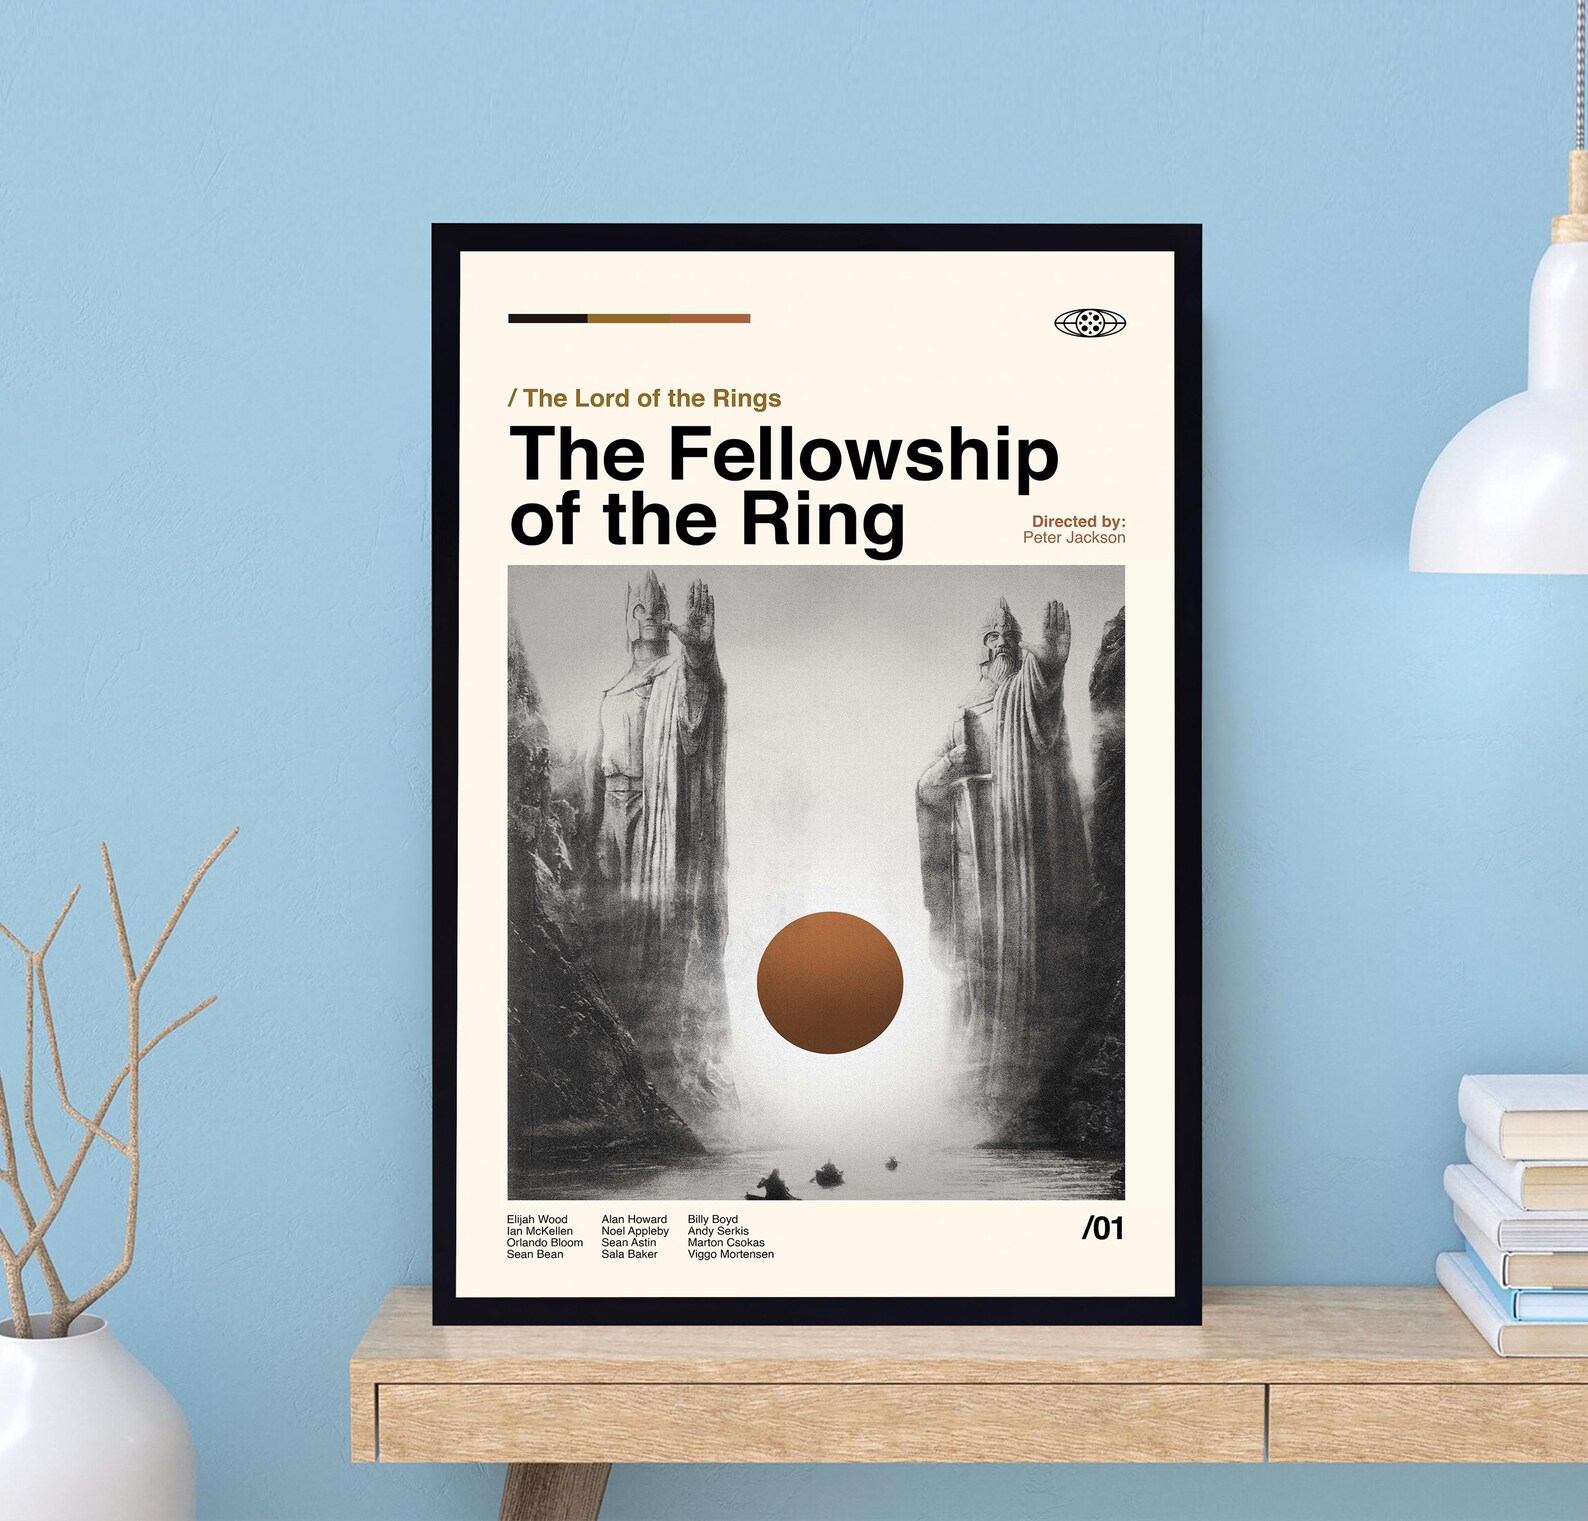 / The Lord of the Rings
The Fellowship
of the Ring
Directed by:
Peter Jackson
Elijah Wood
Ian McKellen
Orlando Bloom
Sean Bean
Alan Howard
Noel Appleby
Sean Astin
Sala Baker
Billy Boyd
Andy Serkis
Marton Csokas
Viggo Mortensen
/01